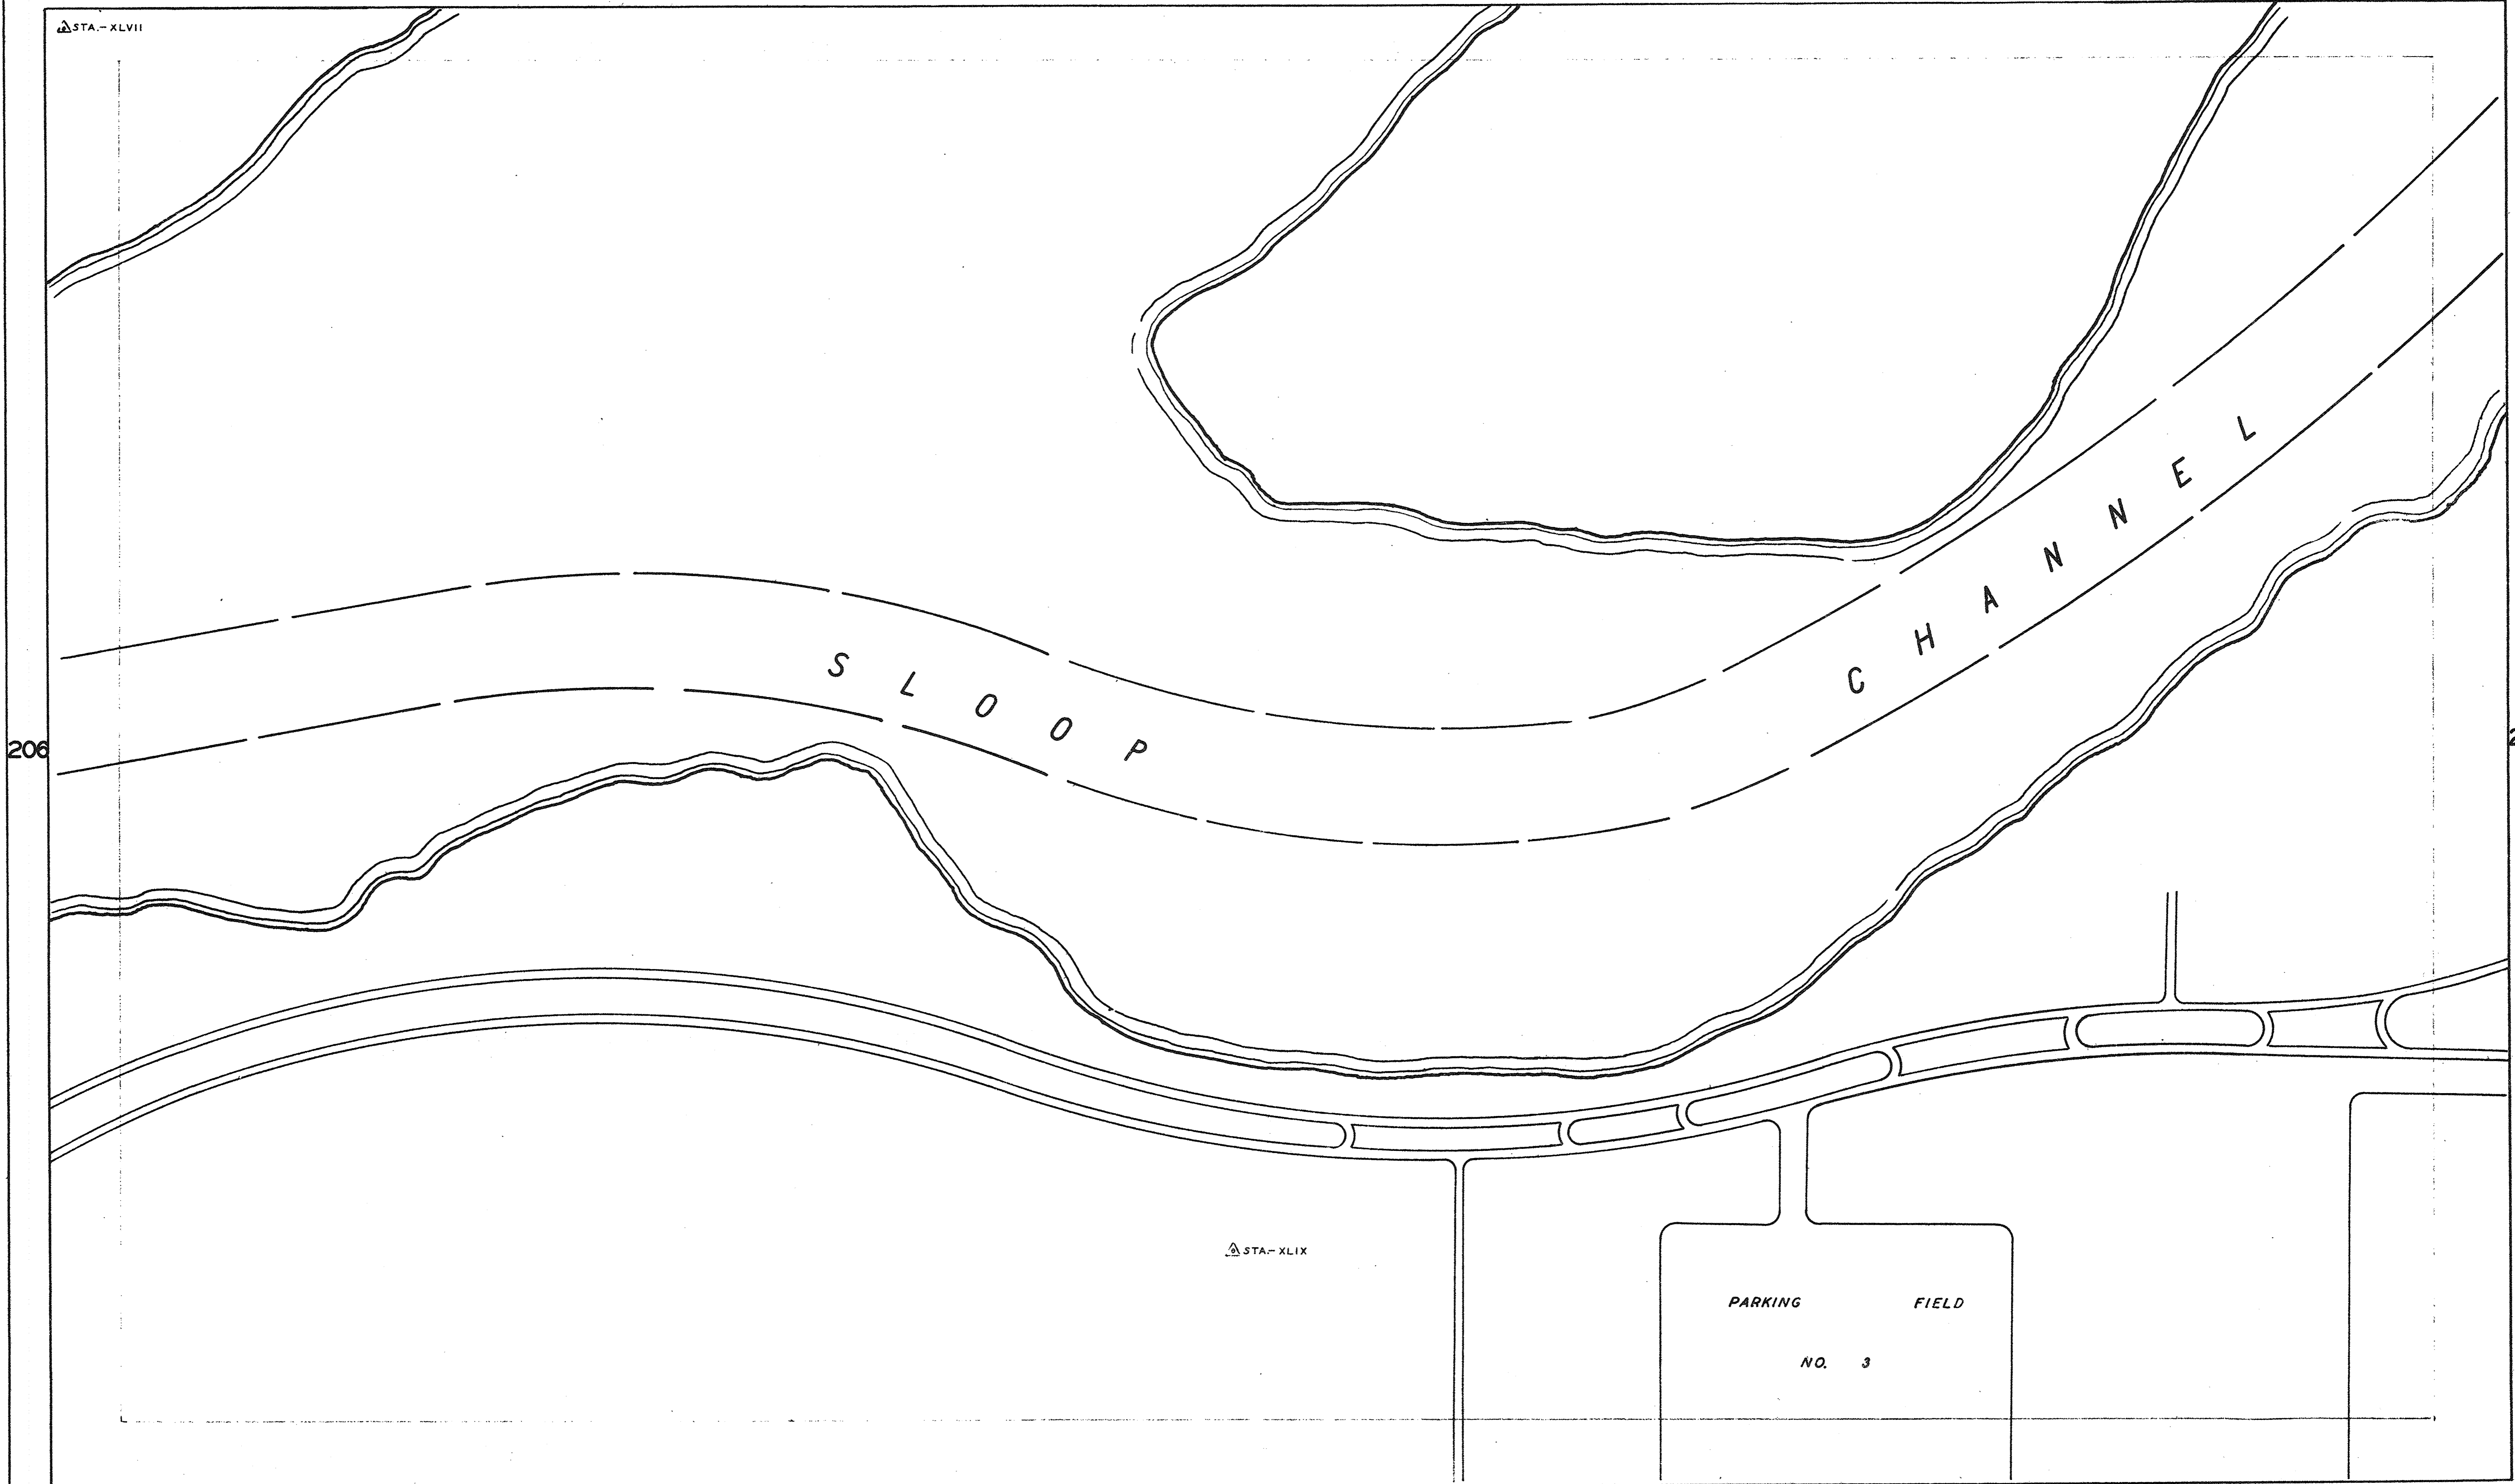 STA.- XLVII
206
SLOOP CHANNEL
STA.- XLIX
PARKING FIELD
NO. 3